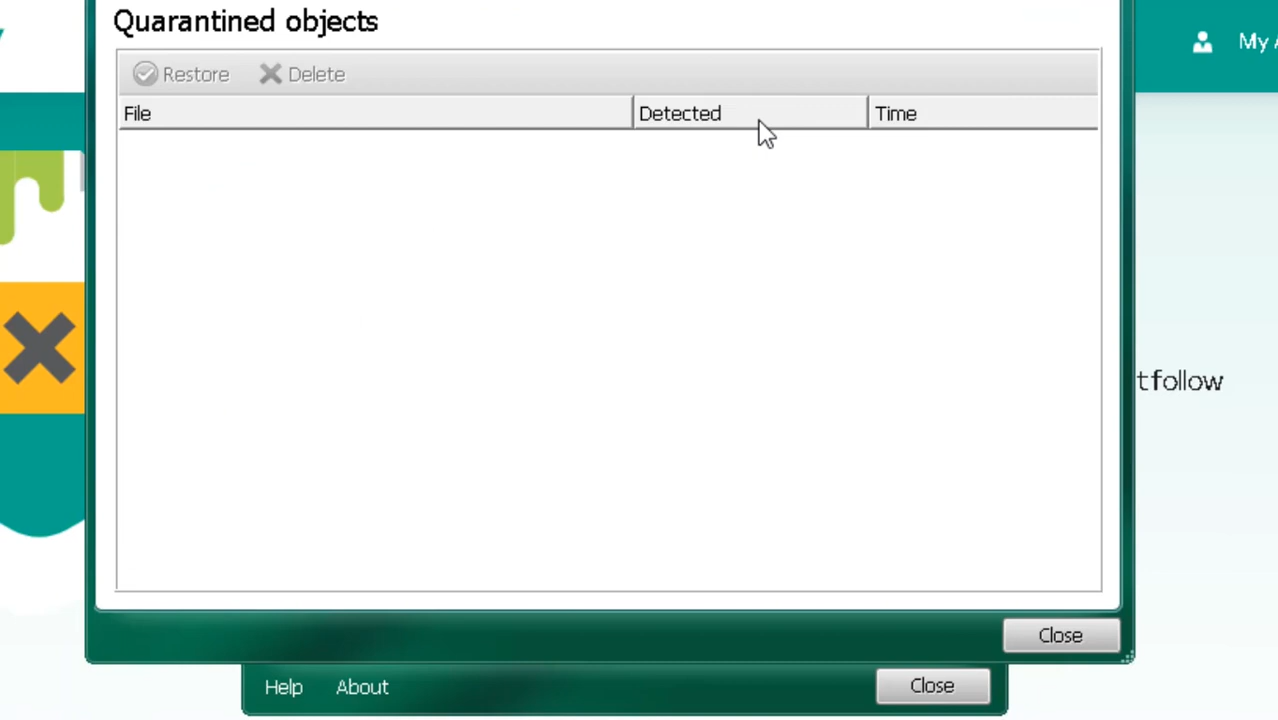 Quarantined objects
My
Restore Delete
File Detected Time
tfollow
Close
Help About Close